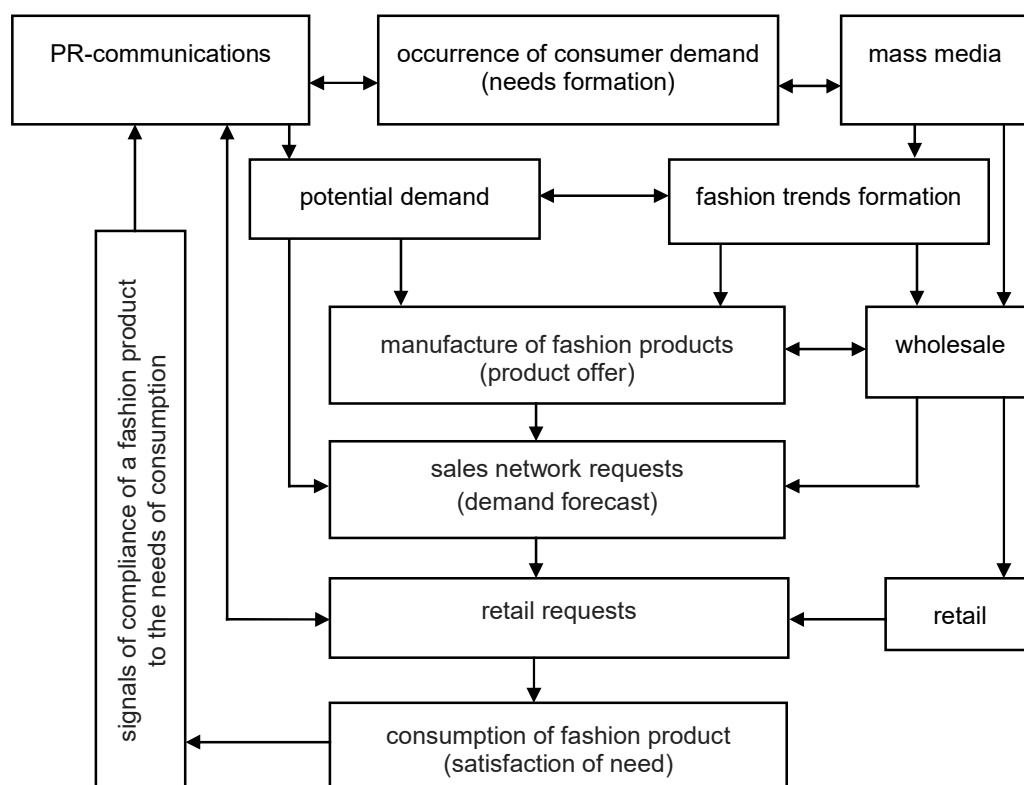 PR-communications
occurrence of consumer demand
(needs formation)
mass media
potential demand
fashion trends formation
manufacture of fashion products
(product offer)
wholesale
sales network requests
(demand forecast)
retail requests
retail
consumption of fashion product
(satisfaction of need)
signals of compliance of a fashion product
to the needs of consumption